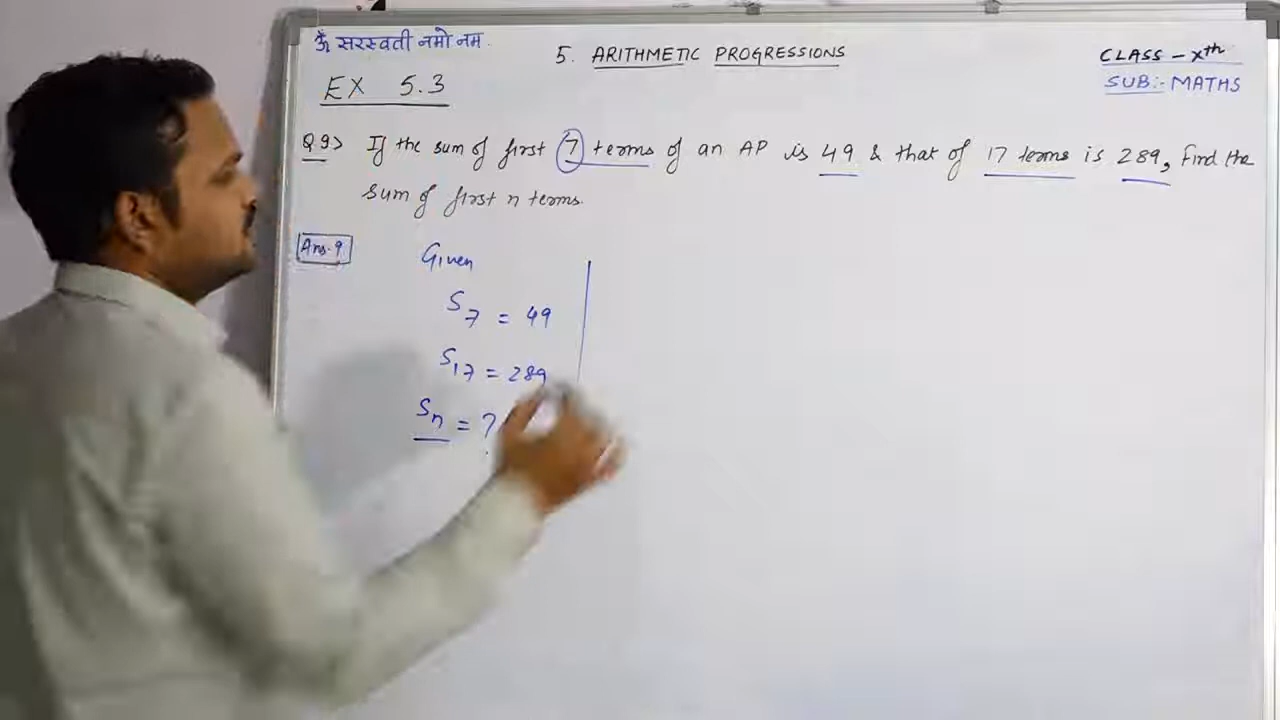 ॐ सरस्वती नमो नम.
5. ARITHMETIC PROGRESSIONS
CLASS - Xth
SUB:- MATHS
EX 5.3
Q 9> If the sum of first 7 terms of an AP is 49 & that of 17 terms is 289, find the
sum of first n terms.
Ans. 9
Given
S7 = 49
S17 = 289
Sn = ?